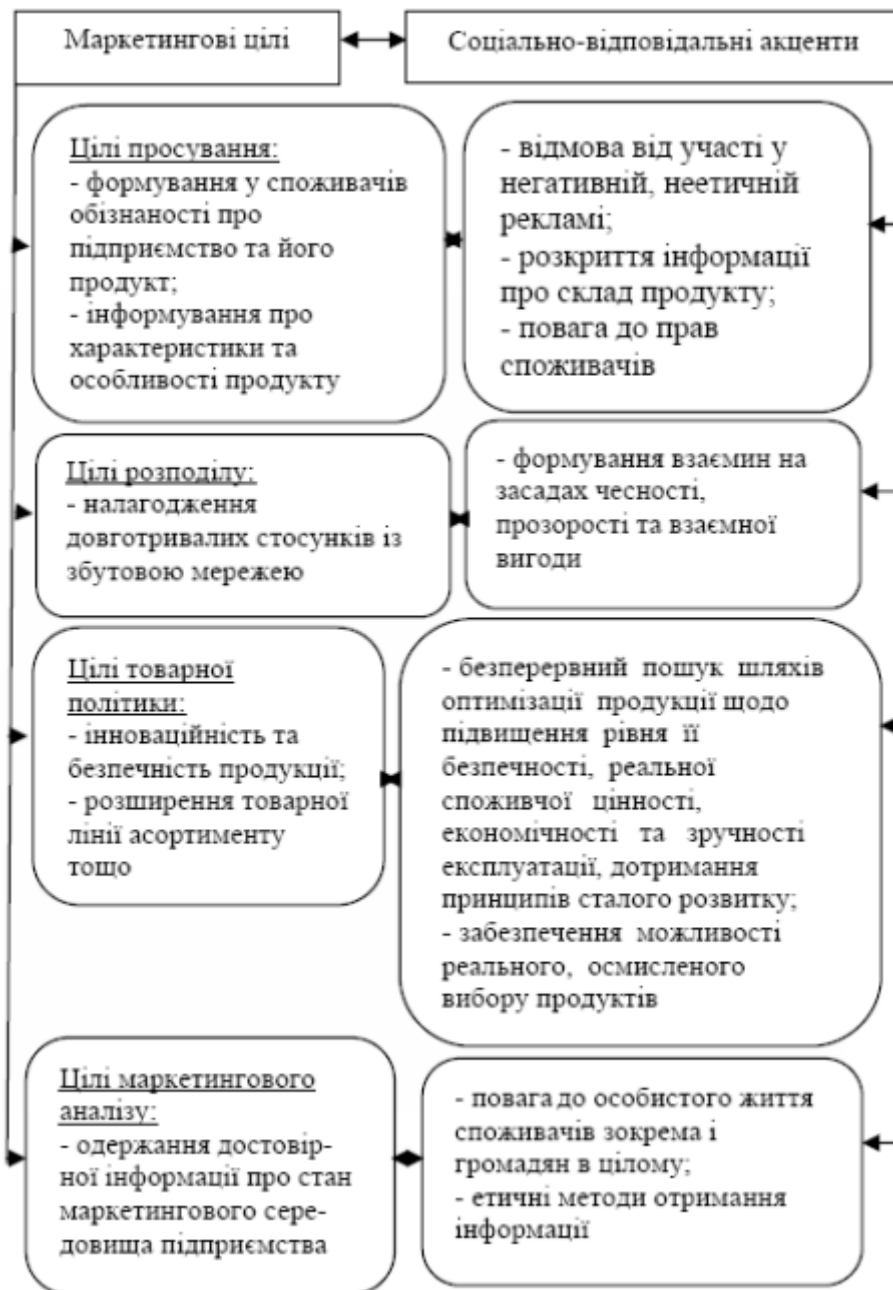 Маркетингові цілі
Соціально-відповідальні акценти
Цілі просування:
- формування у споживачів
обізнаності про
підприємство та його
продукт;
- інформування про
характеристики та
особливості продукту
- відмова від участі у
негативній, неетичній
рекламі;
- розкриття інформації
про склад продукту;
- повага до прав
споживачів
Цілі розподілу:
- налагодження
довготривалих стосунків із
збутовою мережею
- формування взаємин на
засадах чесності,
прозорості та взаємної
вигоди
Цілі товарної
політики:
- інноваційність та
безпечність продукції;
- розширення товарної
лінії асортименту
тощо
- безперервний пошук шляхів
оптимізації продукції щодо
підвищення рівня її
безпечності, реальної
споживчої цінності,
економічності та зручності
експлуатації, дотримання
принципів сталого розвитку;
- забезпечення можливості
реального, осмисленого
вибору продуктів
Цілі маркетингового
аналізу:
- одержання достовір-
ної інформації про стан
маркетингового сере-
довища підприємства
- повага до особистого життя
споживачів зокрема і
громадян в цілому;
- етичні методи отримання
інформації